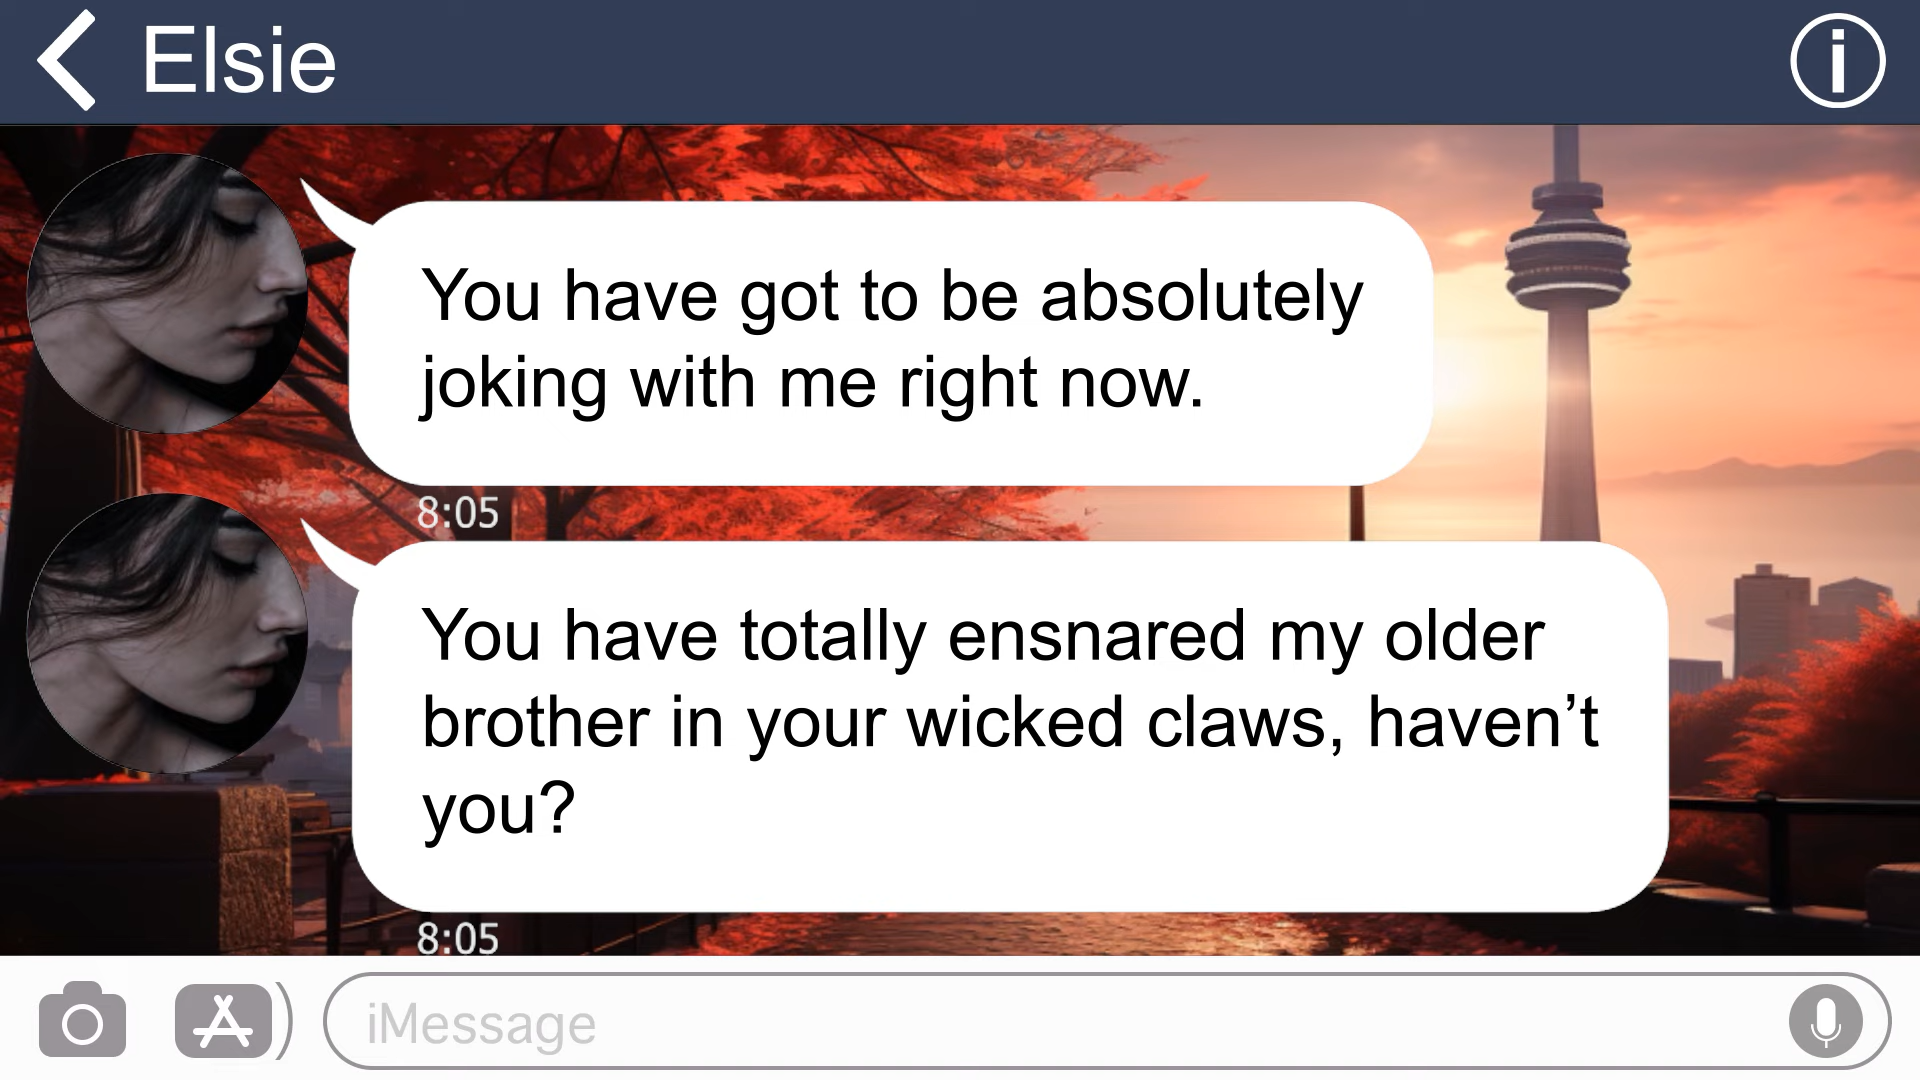 Elsie
You have got to be absolutely
joking with me right now.
8:05
You have totally ensnared my older
brother in your wicked claws, haven’t
you?
8:05
iMessage